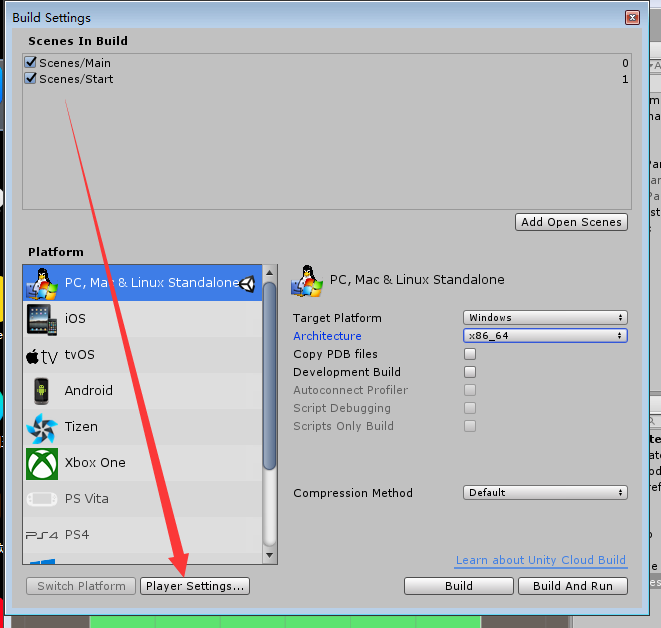 Build Settings
Scenes In Build
Scenes/Main 0
Scenes/Start 1
Add Open Scenes
Platform
PC, Mac & Linux Standalone
iOS
tvOS
Android
Tizen
Xbox One
PS Vita
PS4
PC, Mac & Linux Standalone
Target Platform Windows
Architecture x86_64
Copy PDB files
Development Build
Autoconnect Profiler
Script Debugging
Scripts Only Build
Compression Method Default
Learn about Unity Cloud Build
Switch Platform
Player Settings...
Build
Build And Run